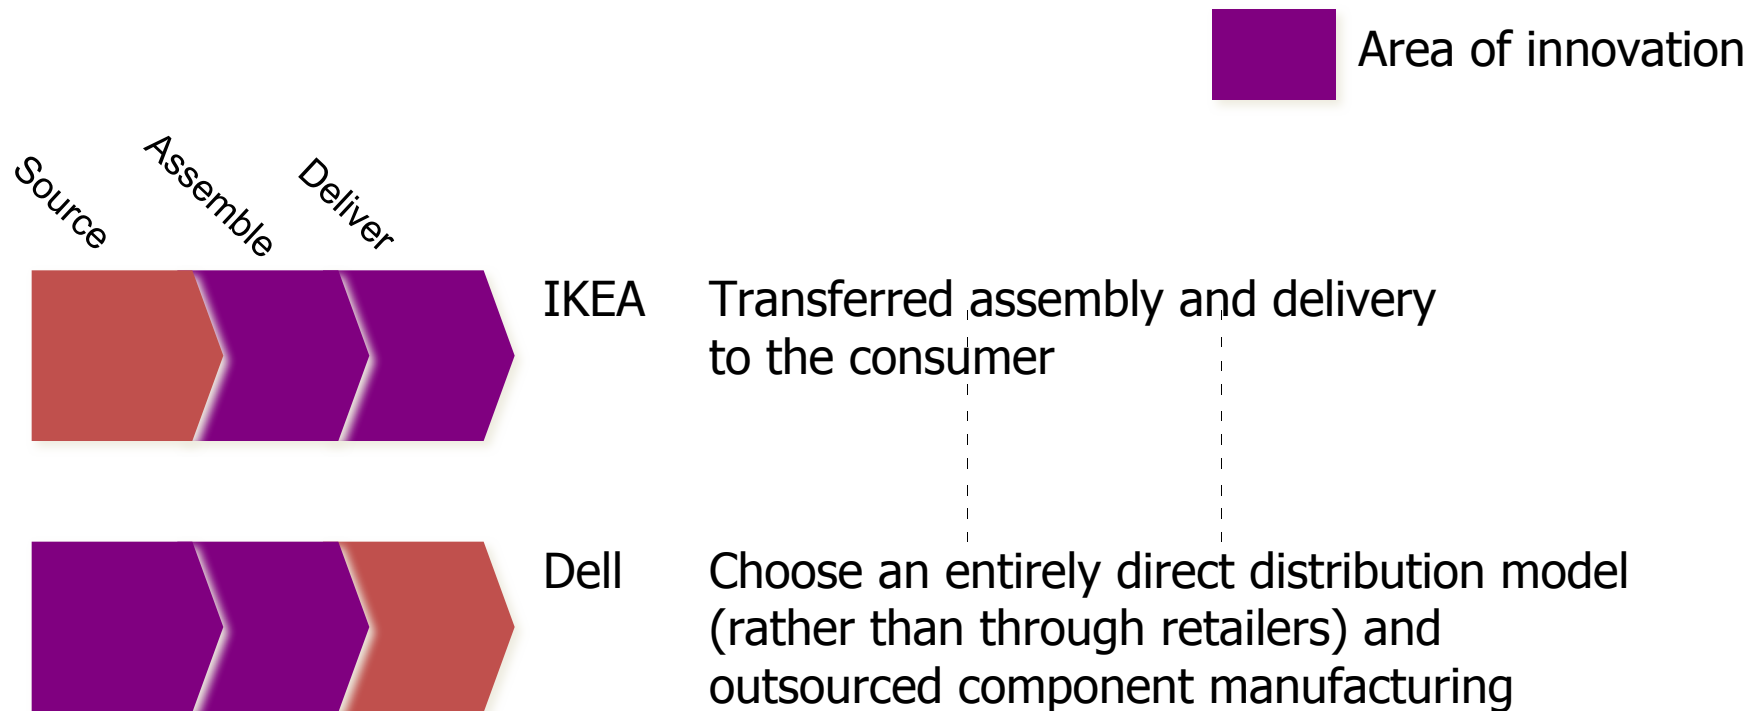 Area of innovation
Source
Assemble
Deliver
IKEA
Transferred assembly and delivery
to the consumer
Dell
Choose an entirely direct distribution model
(rather than through retailers) and
outsourced component manufacturing